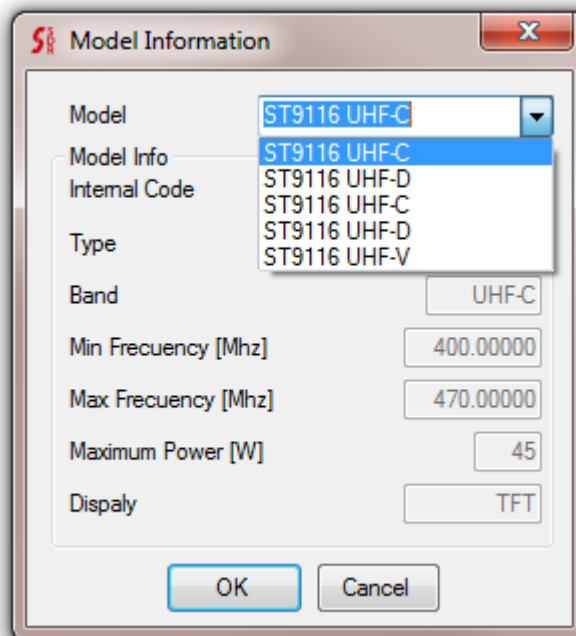 Model Information
Model ST9116 UHF-C
ST9116 UHF-C
ST9116 UHF-D
ST9116 UHF-C
ST9116 UHF-D
ST9116 UHF-V
Model Info
Internal Code
Type
Band UHF-C
Min Frecuency [Mhz] 400.00000
Max Frecuency [Mhz] 470.00000
Maximum Power [W] 45
Dispaly TFT
OK Cancel